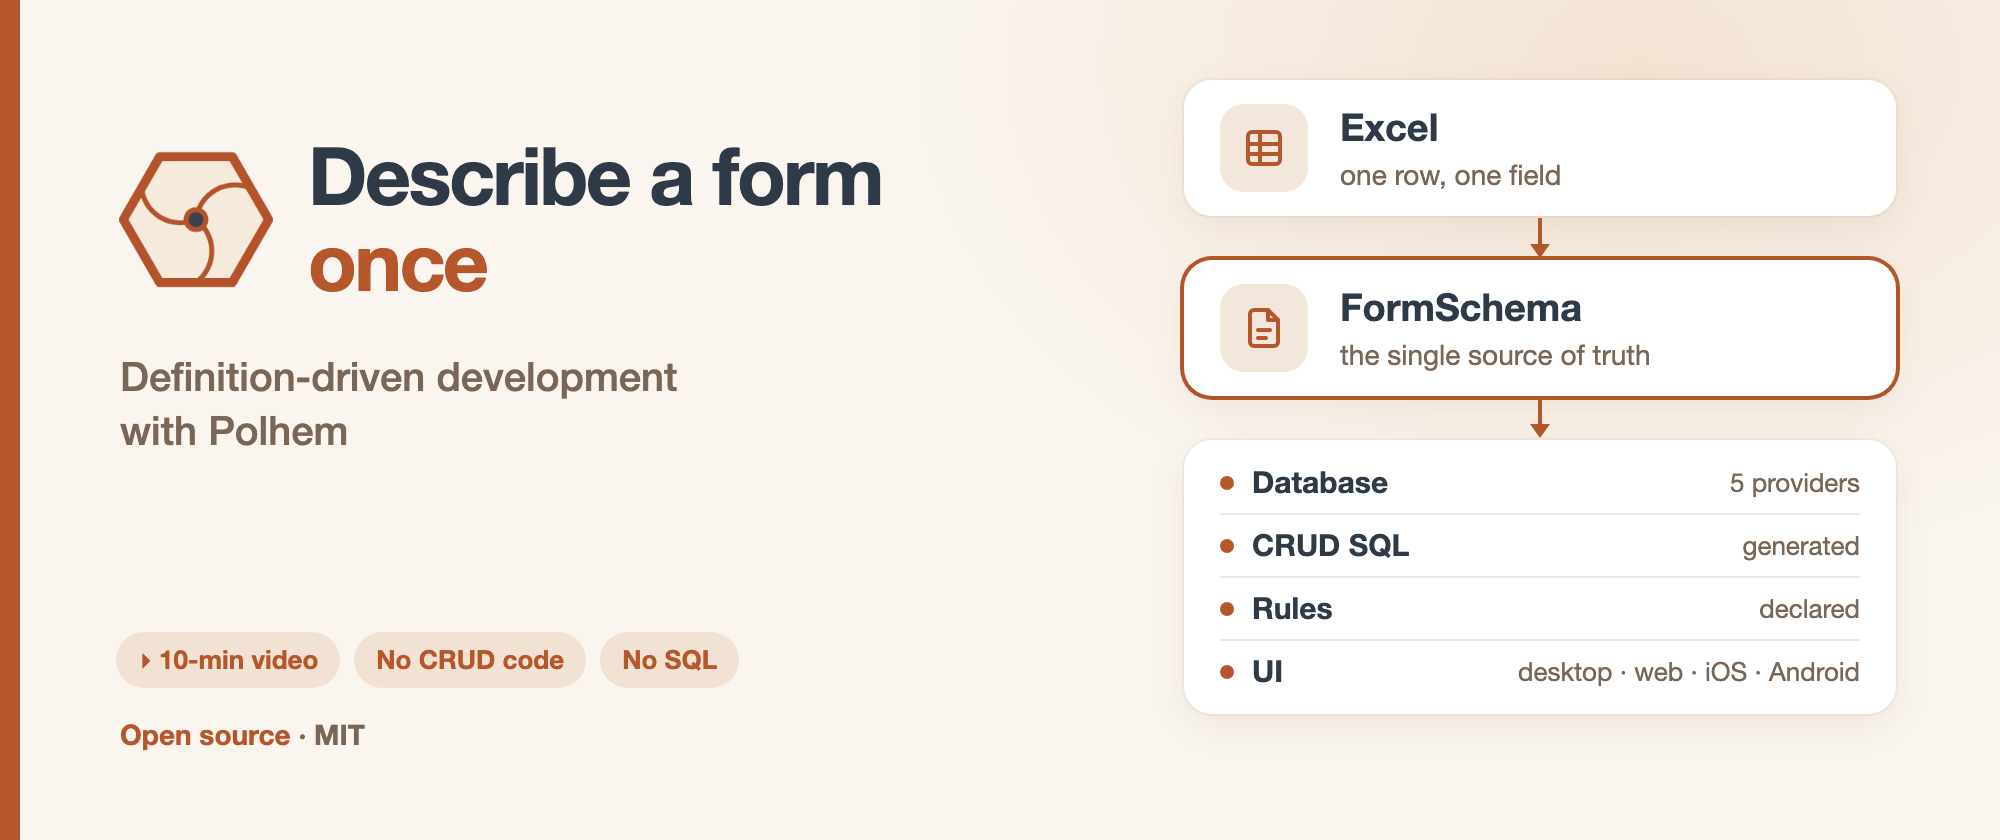 Describe a form
once
Definition-driven development
with Polhem
10-min video
No CRUD code
No SQL
Open source · MIT
Excel
one row, one field
FormSchema
the single source of truth
Database 5 providers
CRUD SQL generated
Rules declared
UI desktop · web · iOS · Android